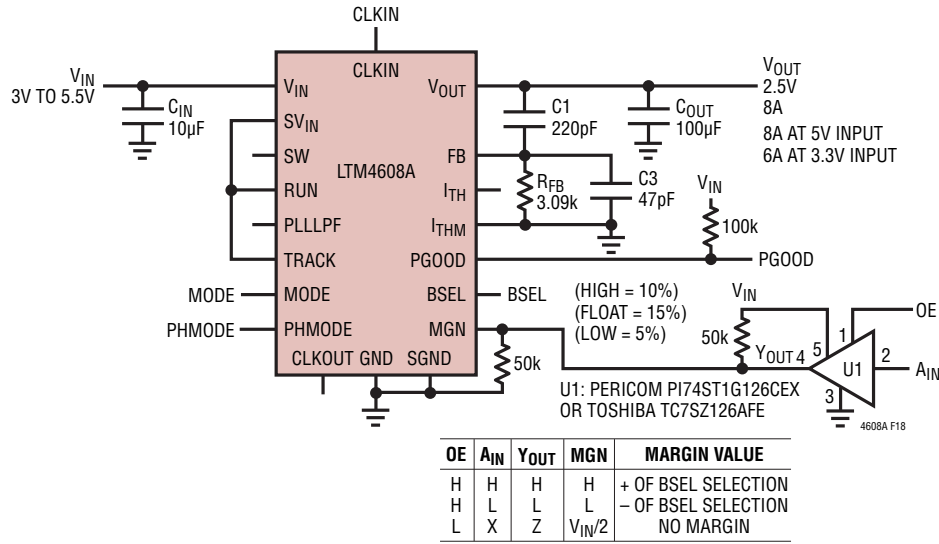 CLKIN
V_IN
3V TO 5.5V
C_IN
10µF
CLKIN
V_IN
V_OUT
SV_IN
SW
FB
LTM4608A
RUN
I_TH
PLLLPF
I_THM
TRACK
PGOOD
MODE
MODE
BSEL
BSEL
PHMODE
PHMODE
MGN
CLKOUT GND SGND
C1
220pF
C_OUT
100µF
V_OUT
2.5V
8A
8A AT 5V INPUT
6A AT 3.3V INPUT
R_FB
3.09k
C3
47pF
V_IN
100k
PGOOD
(HIGH = 10%)
(FLOAT = 15%)
(LOW = 5%)
V_IN
50k
50k
Y_OUT 4
5
1
OE
2
A_IN
U1
3
U1: PERICOM PI74ST1G126CEX
OR TOSHIBA TC7SZ126AFE
4608A F18
OE A_IN Y_OUT MGN MARGIN VALUE
H H H H + OF BSEL SELECTION
H L L L – OF BSEL SELECTION
L X Z V_IN/2 NO MARGIN